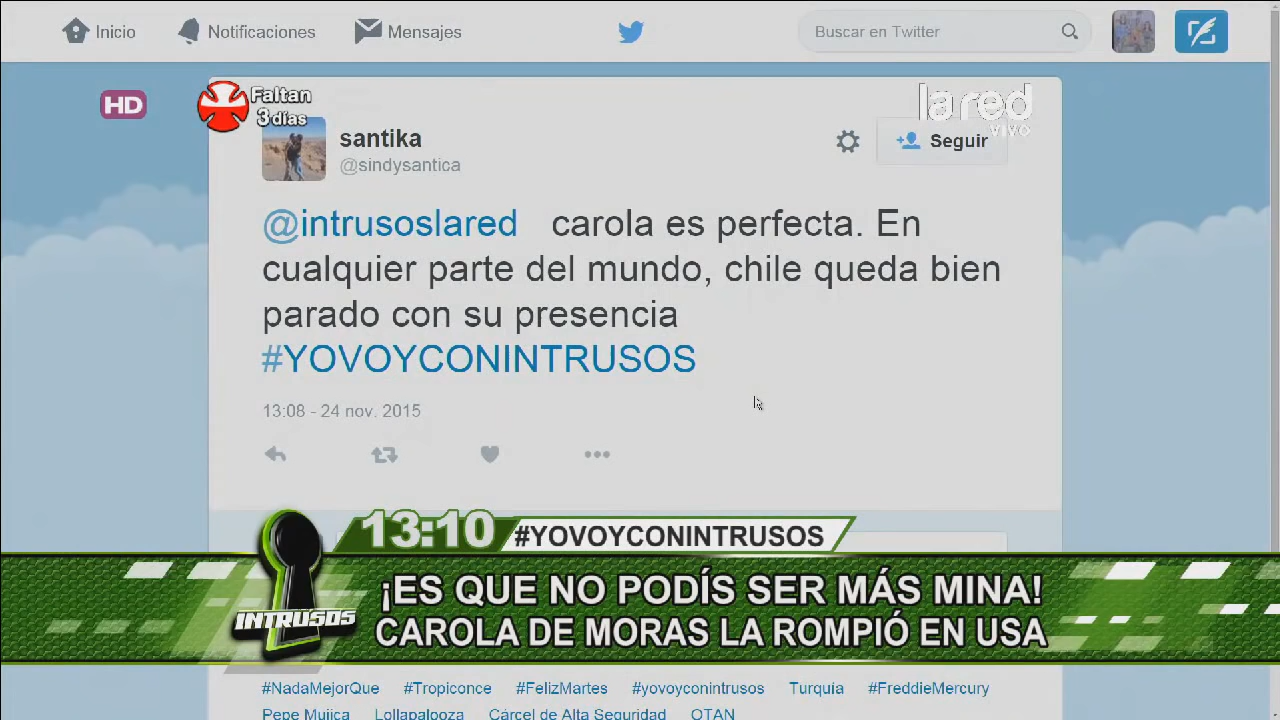 Inicio Notificaciones Mensajes Buscar en Twitter
HD
Faltan
3 días
la red
VIVO
santika
@sindysantica
Seguir
@intrusoslared carola es perfecta. En
cualquier parte del mundo, chile queda bien
parado con su presencia
#YOVOYCONINTRUSOS
13:08 - 24 nov. 2015
13:10 #YOVOYCONINTRUSOS
¡ES QUE NO PODÍS SER MÁS MINA!
INTRUSOS
CAROLA DE MORAS LA ROMPIÓ EN USA
#NadaMejorQue #Tropiconce #FelizMartes #yovoyconintrusos Turquía #FreddieMercury
Pepe Mujica Lollapalooza Cárcel de Alta Seguridad OTAN